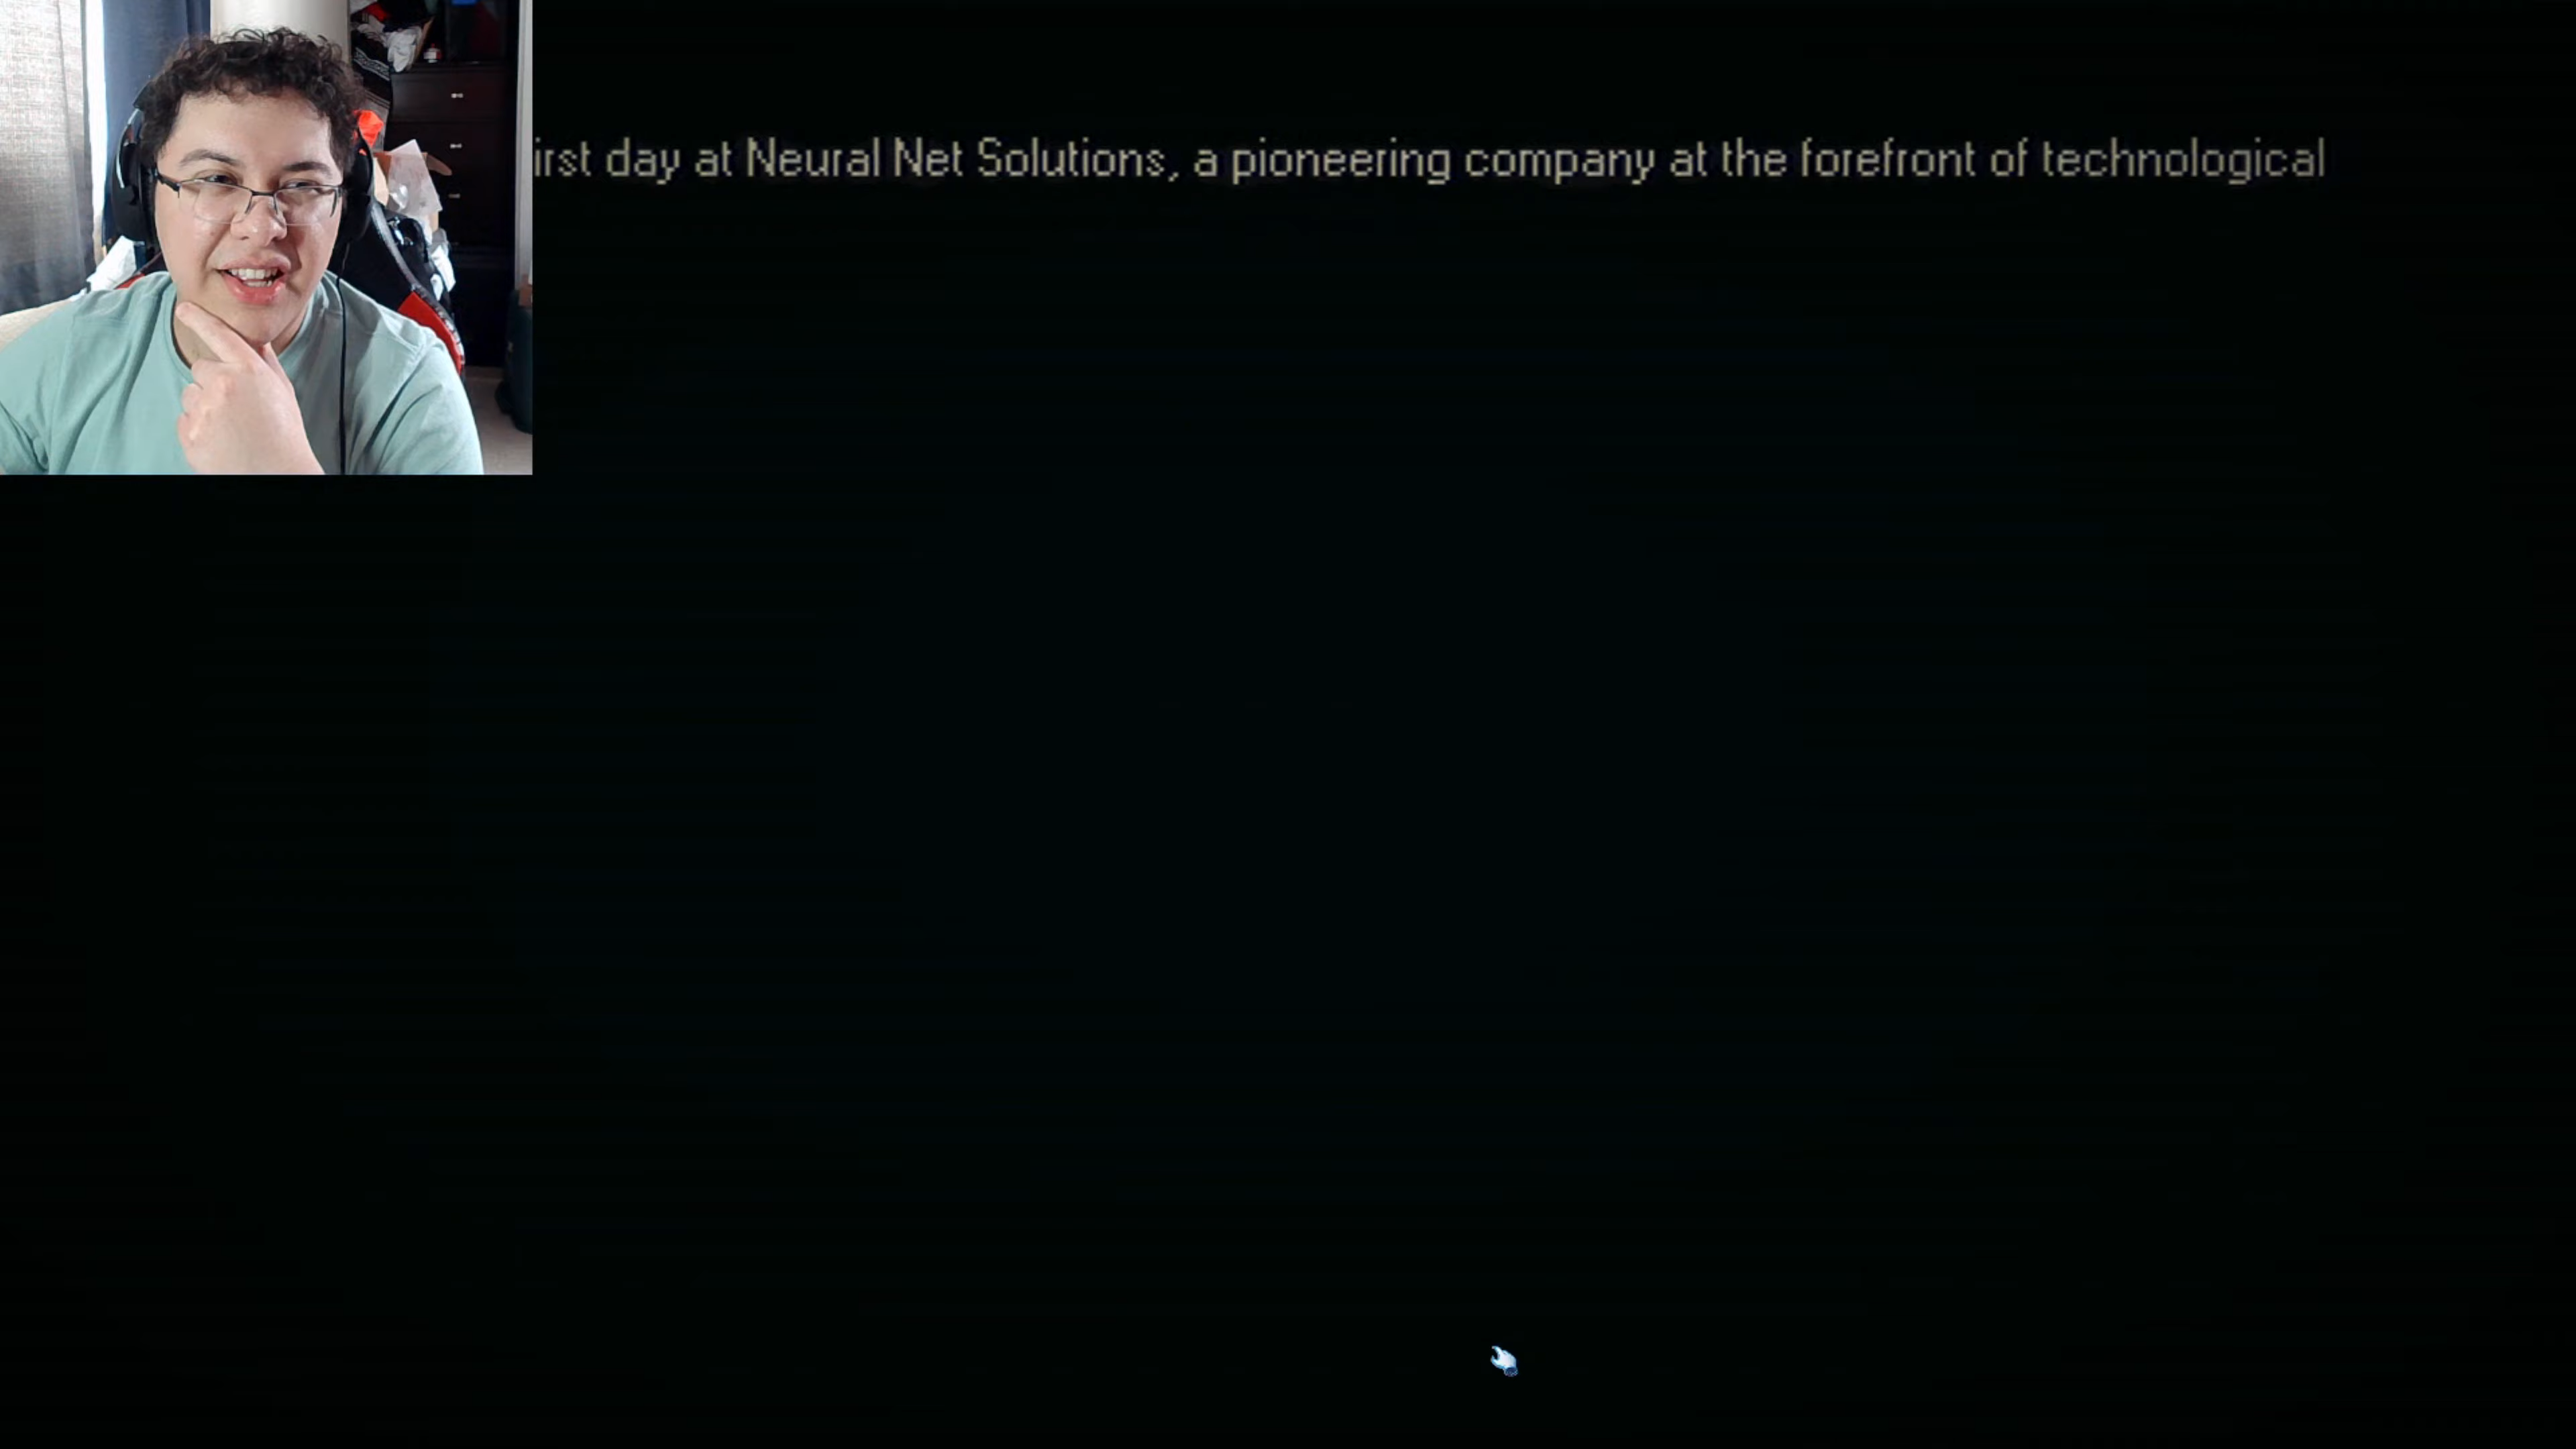 irst day at Neural Net Solutions, a pioneering company at the forefront of technological